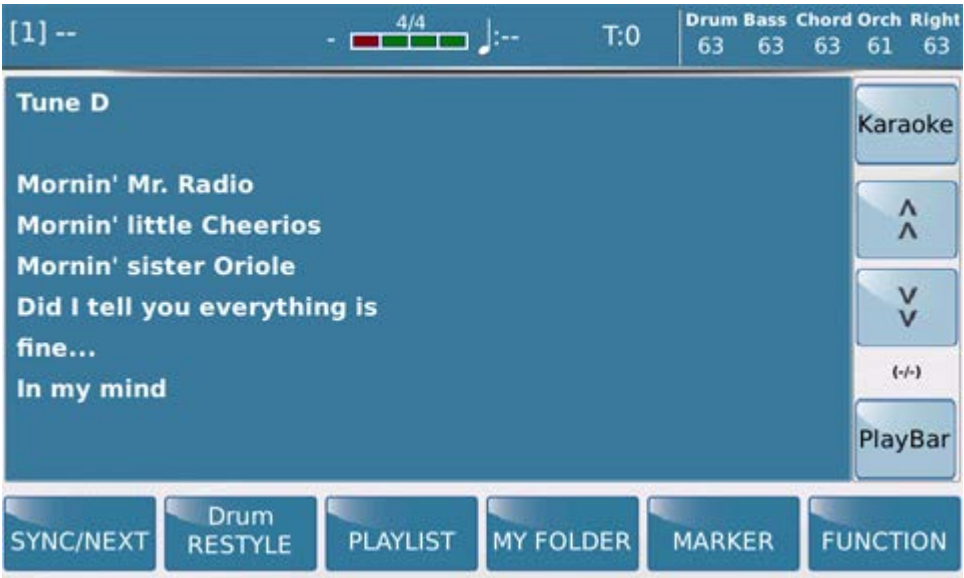 [1] -- - 4/4 :-- T:0 Drum Bass Chord Orch Right
63 63 63 61 63
Tune D
Mornin' Mr. Radio
Mornin' little Cheerios
Mornin' sister Oriole
Did I tell you everything is
fine...
In my mind
Karaoke
(-/-)
PlayBar
SYNC/NEXT
Drum
RESTYLE
PLAYLIST
MY FOLDER
MARKER
FUNCTION